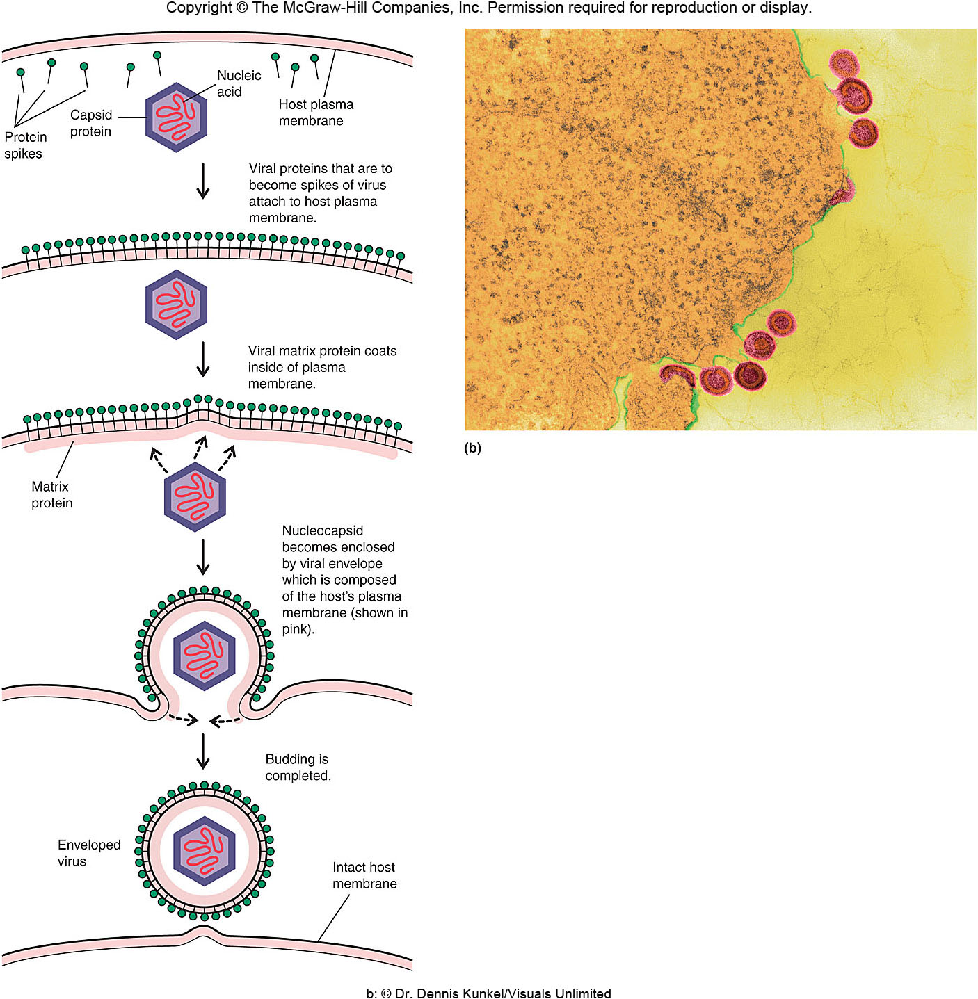 Copyright © The McGraw-Hill Companies, Inc. Permission required for reproduction or display.
Nucleic
acid
Host plasma
membrane
Capsid
protein
Protein
spikes
Viral proteins that are to
become spikes of virus
attach to host plasma
membrane.
Viral matrix protein coats
inside of plasma
membrane.
Matrix
protein
Nucleocapsid
becomes enclosed
by viral envelope
which is composed
of the host's plasma
membrane (shown in
pink).
Budding is
completed.
Enveloped
virus
Intact host
membrane
(b)
b: © Dr. Dennis Kunkel/Visuals Unlimited